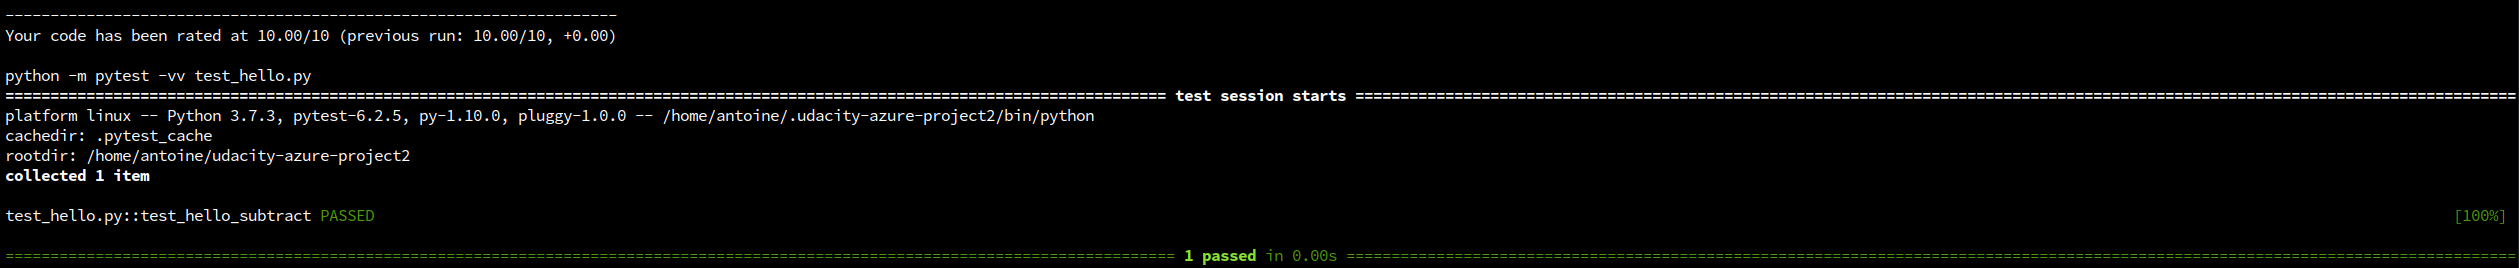 --------------------------------------------------------------------
Your code has been rated at 10.00/10 (previous run: 10.00/10, +0.00)
python -m pytest -vv test_hello.py
================================= test session starts =================================
platform linux -- Python 3.7.3, pytest-6.2.5, py-1.10.0, pluggy-1.0.0 -- /home/antoine/.udacity-azure-project2/bin/python
cachedir: .pytest_cache
rootdir: /home/antoine/udacity-azure-project2
collected 1 item
test_hello.py::test_hello_subtract PASSED [100%]
================================= 1 passed in 0.00s =================================